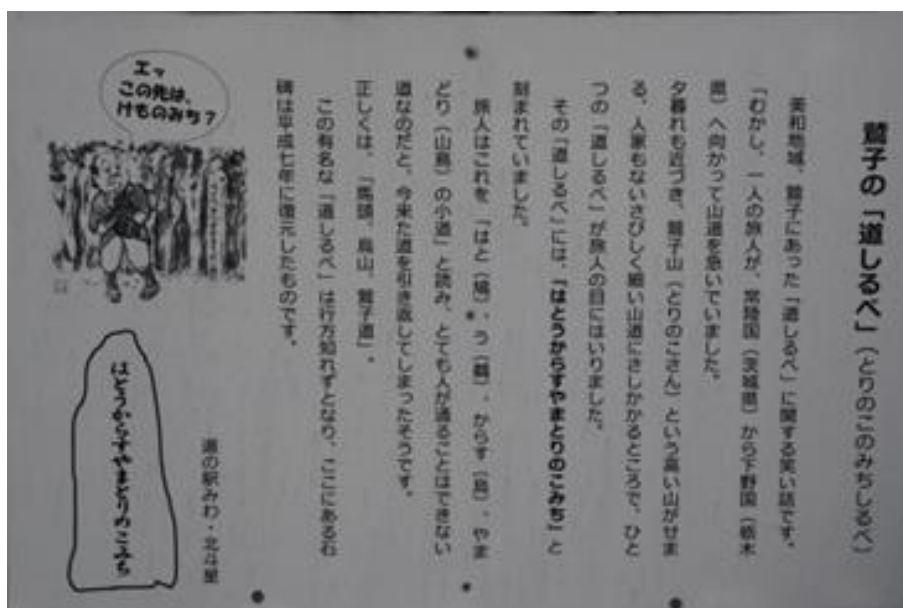 鷲子の「道しるべ」（とりのこのみちしるべ）
美和地域、鷲子にあった「道しるべ」に関する笑い話です。
「むかし、一人の旅人が、常陸国（茨城県）から下野国（栃木
県）へ向かって山道を急いでいました。
夕暮れも近づき、鷲子山（とりのこさん）という高い山がせま
る、人家もないさびしく細い山道にさしかかるところで、ひと
つの「道しるべ」が旅人の目にはいりました。
その「道しるべ」には、「はとうからすやまとりのこみち」と
刻まれていました。
旅人はこれを、「はと（鳩）、う（鵜）、からす（烏）、やま
どり（山鳥）の小道」と読み、とても人が通ることはできない
道なのだと、今来た道を引き返してしまったそうです。
正しくは、「馬頭、烏山、鷲子道」。
この有名な「道しるべ」は行方知れずとなり、ここにある石
碑は平成七年に復元したものです。
道の駅みわ・北斗星
エッ
この先は、
けものみち？
はとうからすやまとりのこみち